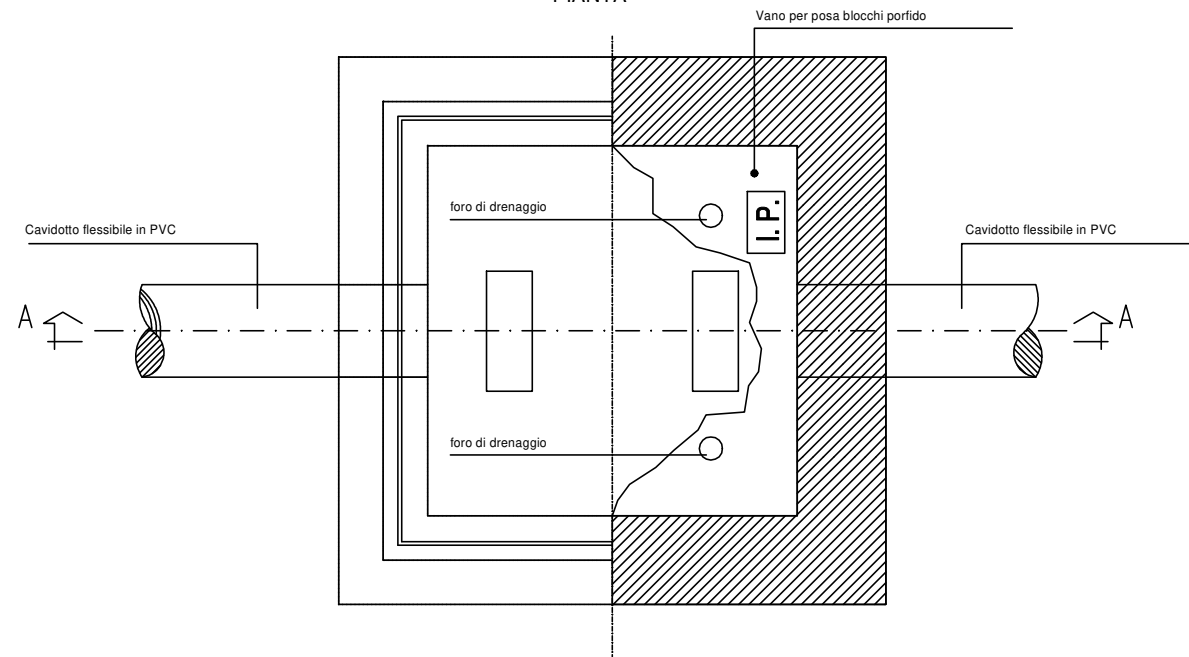 PIANTA
Vano per posa blocchi porfido
foro di drenaggio
I.P.
Cavidotto flessibile in PVC
Cavidotto flessibile in PVC
A
A
foro di drenaggio